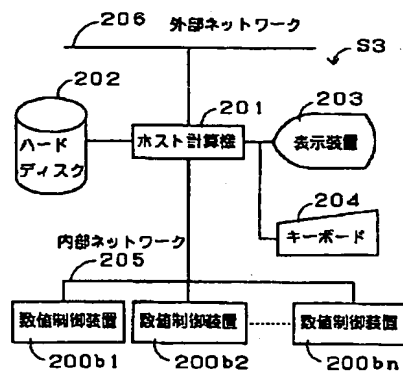 206
外部ネットワーク
S3
202
201
203
ハード
ディスク
ホスト計算機
表示装置
204
キーボード
内部ネットワーク
205
数値制御装置
数値制御装置
数値制御装置
200b1
200b2
200bn